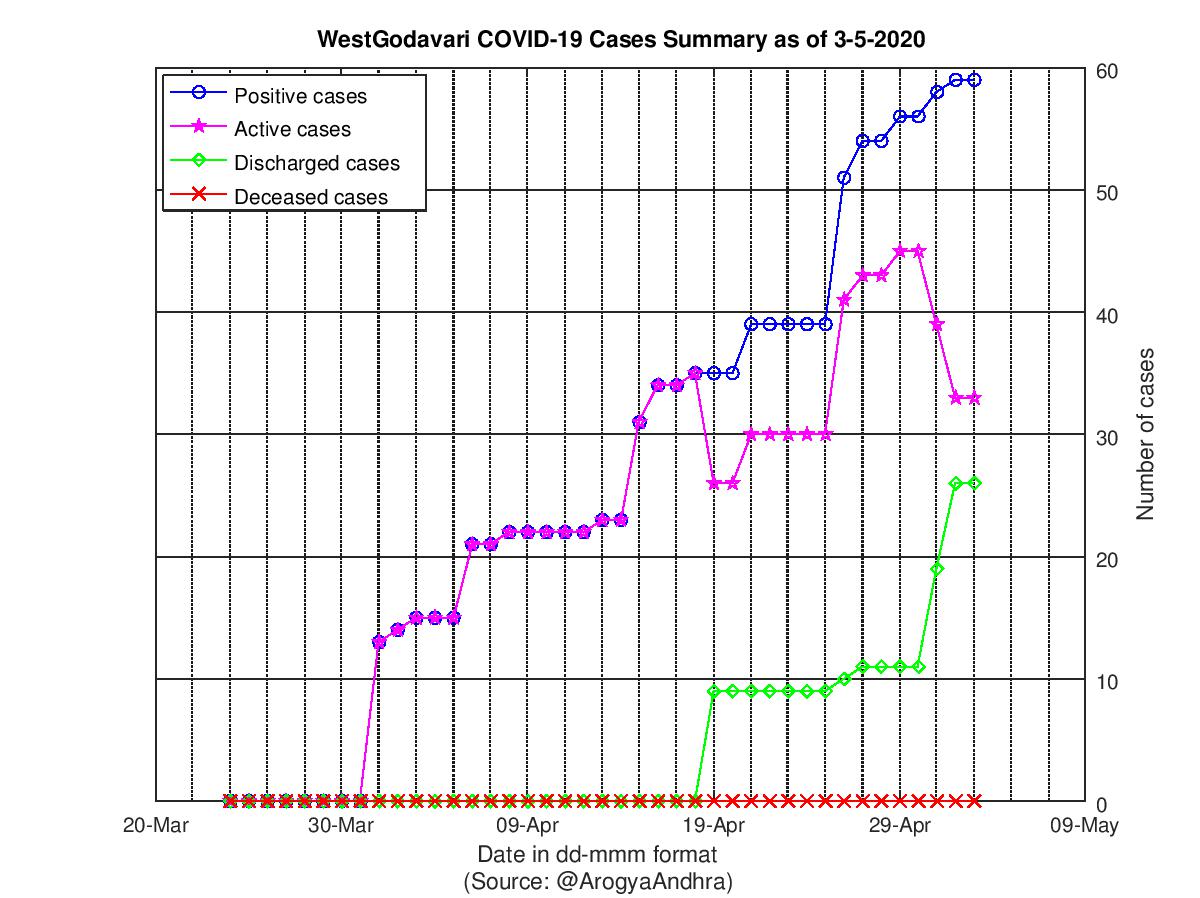 WestGodavari COVID-19 Cases Summary as of 3-5-2020
Positive cases
Active cases
Discharged cases
Deceased cases
60
50
40
30
20
10
0
Number of cases
20-Mar 30-Mar 09-Apr 19-Apr 29-Apr 09-May
Date in dd-mmm format
(Source: @ArogyaAndhra)